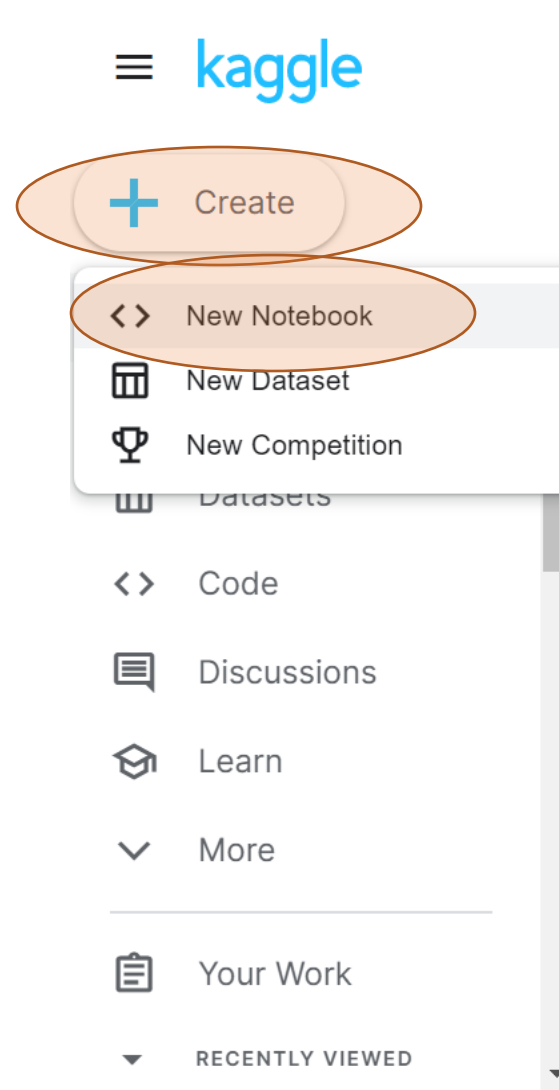 kaggle
Create
New Notebook
New Dataset
New Competition
Datasets
Code
Discussions
Learn
More
Your Work
RECENTLY VIEWED